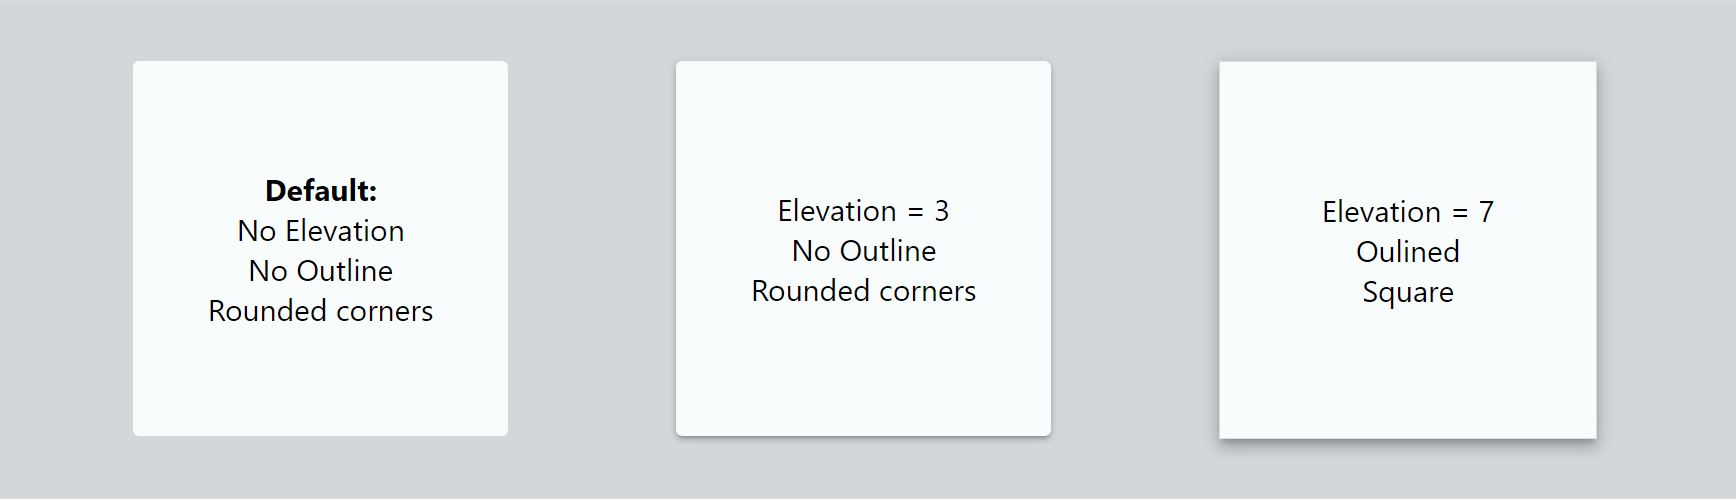 Default:
No Elevation
No Outline
Rounded corners
Elevation = 3
No Outline
Rounded corners
Elevation = 7
Oulined
Square